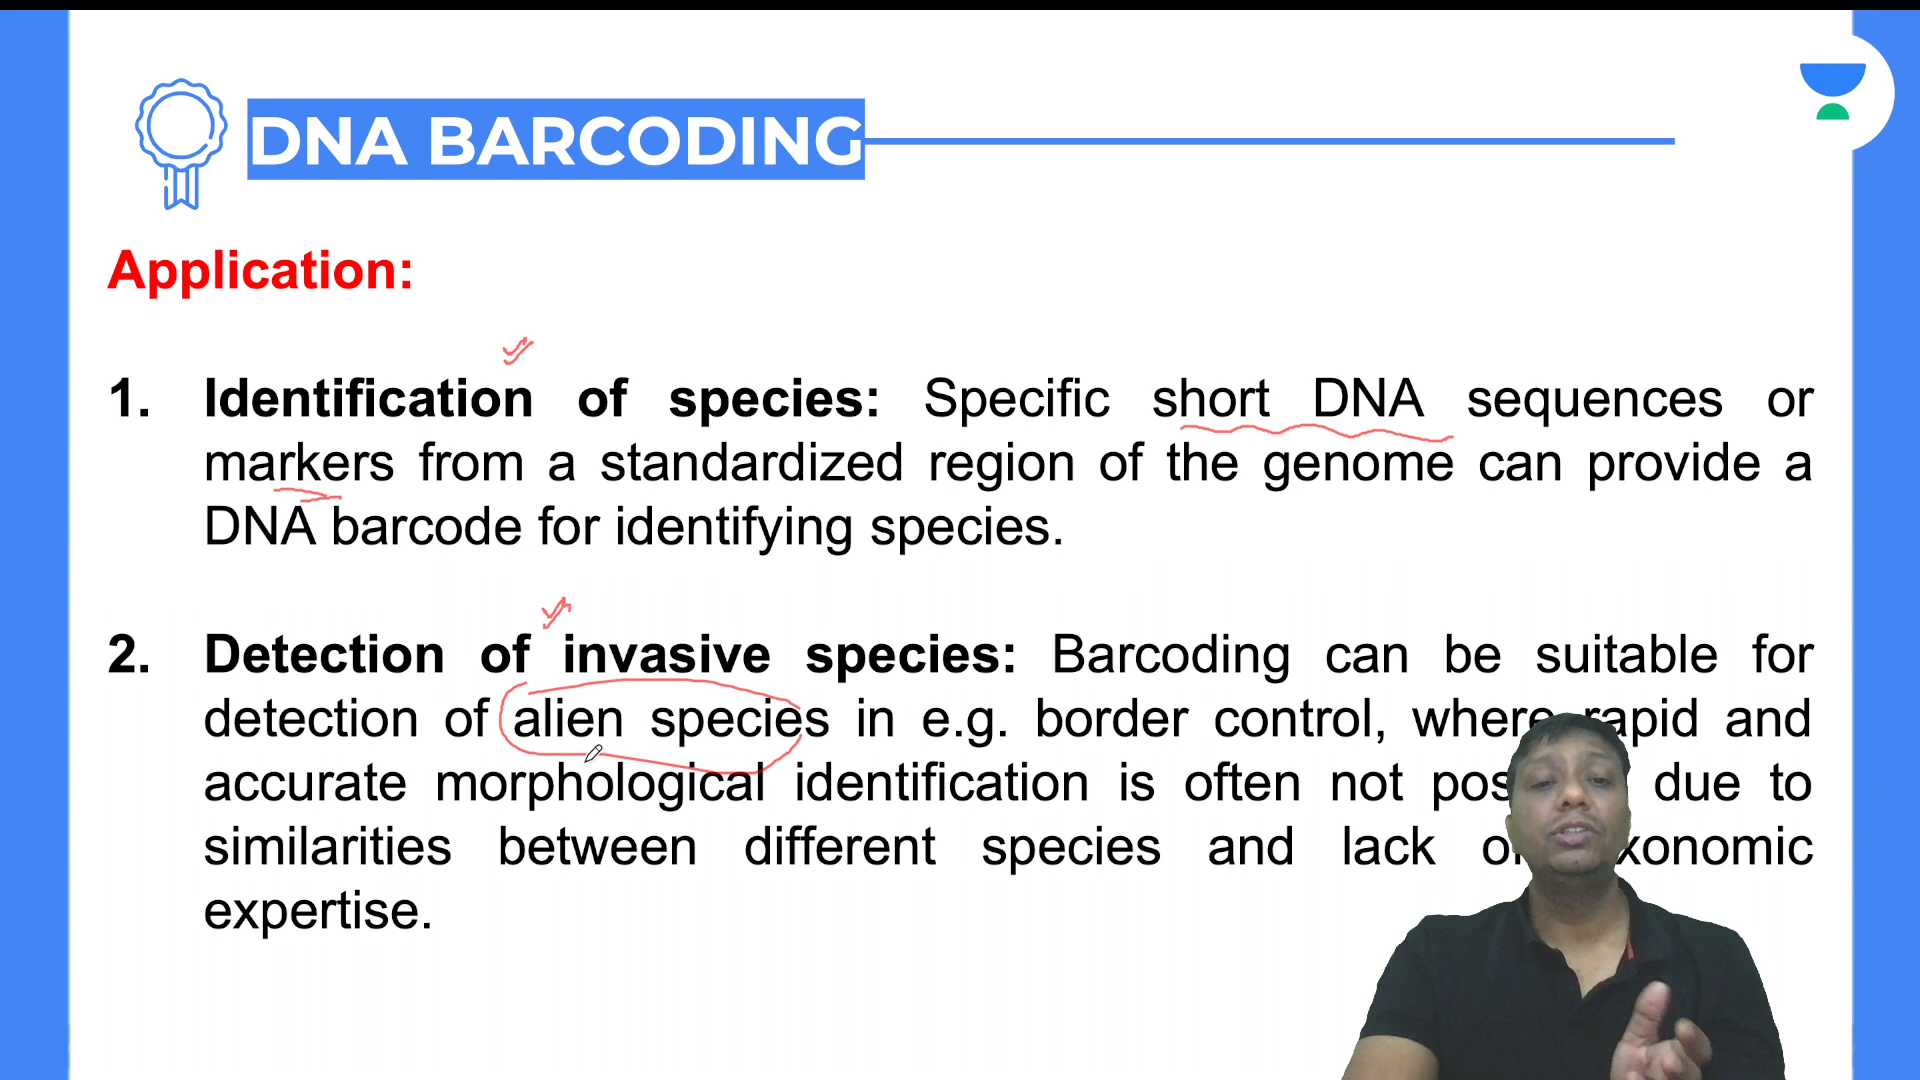 DNA BARCODING
Application:
1. Identification of species: Specific short DNA sequences or
markers from a standardized region of the genome can provide a
DNA barcode for identifying species.
2. Detection of invasive species: Barcoding can be suitable for
detection of alien species in e.g. border control, where rapid and
accurate morphological identification is often not due to
similarities between different species and lack
expertise.